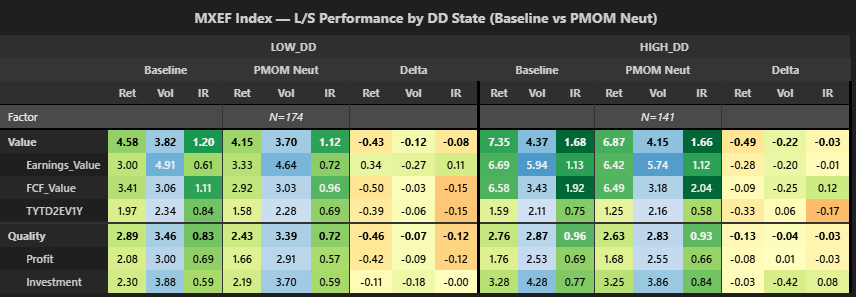 MXEF Index — L/S Performance by DD State (Baseline vs PMOM Neut)
LOW_DD HIGH_DD
Baseline PMOM Neut Delta Baseline PMOM Neut Delta
Ret Vol IR Ret Vol IR Ret Vol IR Ret Vol IR Ret Vol IR Ret Vol IR
Factor N=174 N=141
Value 4.58 3.82 1.20 4.15 3.70 1.12 -0.43 -0.12 -0.08 7.35 4.37 1.68 6.87 4.15 1.66 -0.49 -0.22 -0.03
Earnings_Value 3.00 4.91 0.61 3.33 4.64 0.72 0.34 -0.27 0.11 6.69 5.94 1.13 6.42 5.74 1.12 -0.28 -0.20 -0.01
FCF_Value 3.41 3.06 1.11 2.92 3.03 0.96 -0.50 -0.03 -0.15 6.58 3.43 1.92 6.49 3.18 2.04 -0.09 -0.25 0.12
TYTD2EV1Y 1.97 2.34 0.84 1.58 2.28 0.69 -0.39 -0.06 -0.15 1.59 2.11 0.75 1.25 2.16 0.58 -0.33 0.06 -0.17
Quality 2.89 3.46 0.83 2.43 3.39 0.72 -0.46 -0.07 -0.12 2.76 2.87 0.96 2.63 2.83 0.93 -0.13 -0.04 -0.03
Profit 2.08 3.00 0.69 1.66 2.91 0.57 -0.42 -0.09 -0.12 1.76 2.53 0.69 1.68 2.55 0.66 -0.08 0.01 -0.03
Investment 2.30 3.88 0.59 2.19 3.70 0.59 -0.11 -0.18 -0.00 3.28 4.28 0.77 3.25 3.86 0.84 -0.03 -0.42 0.08